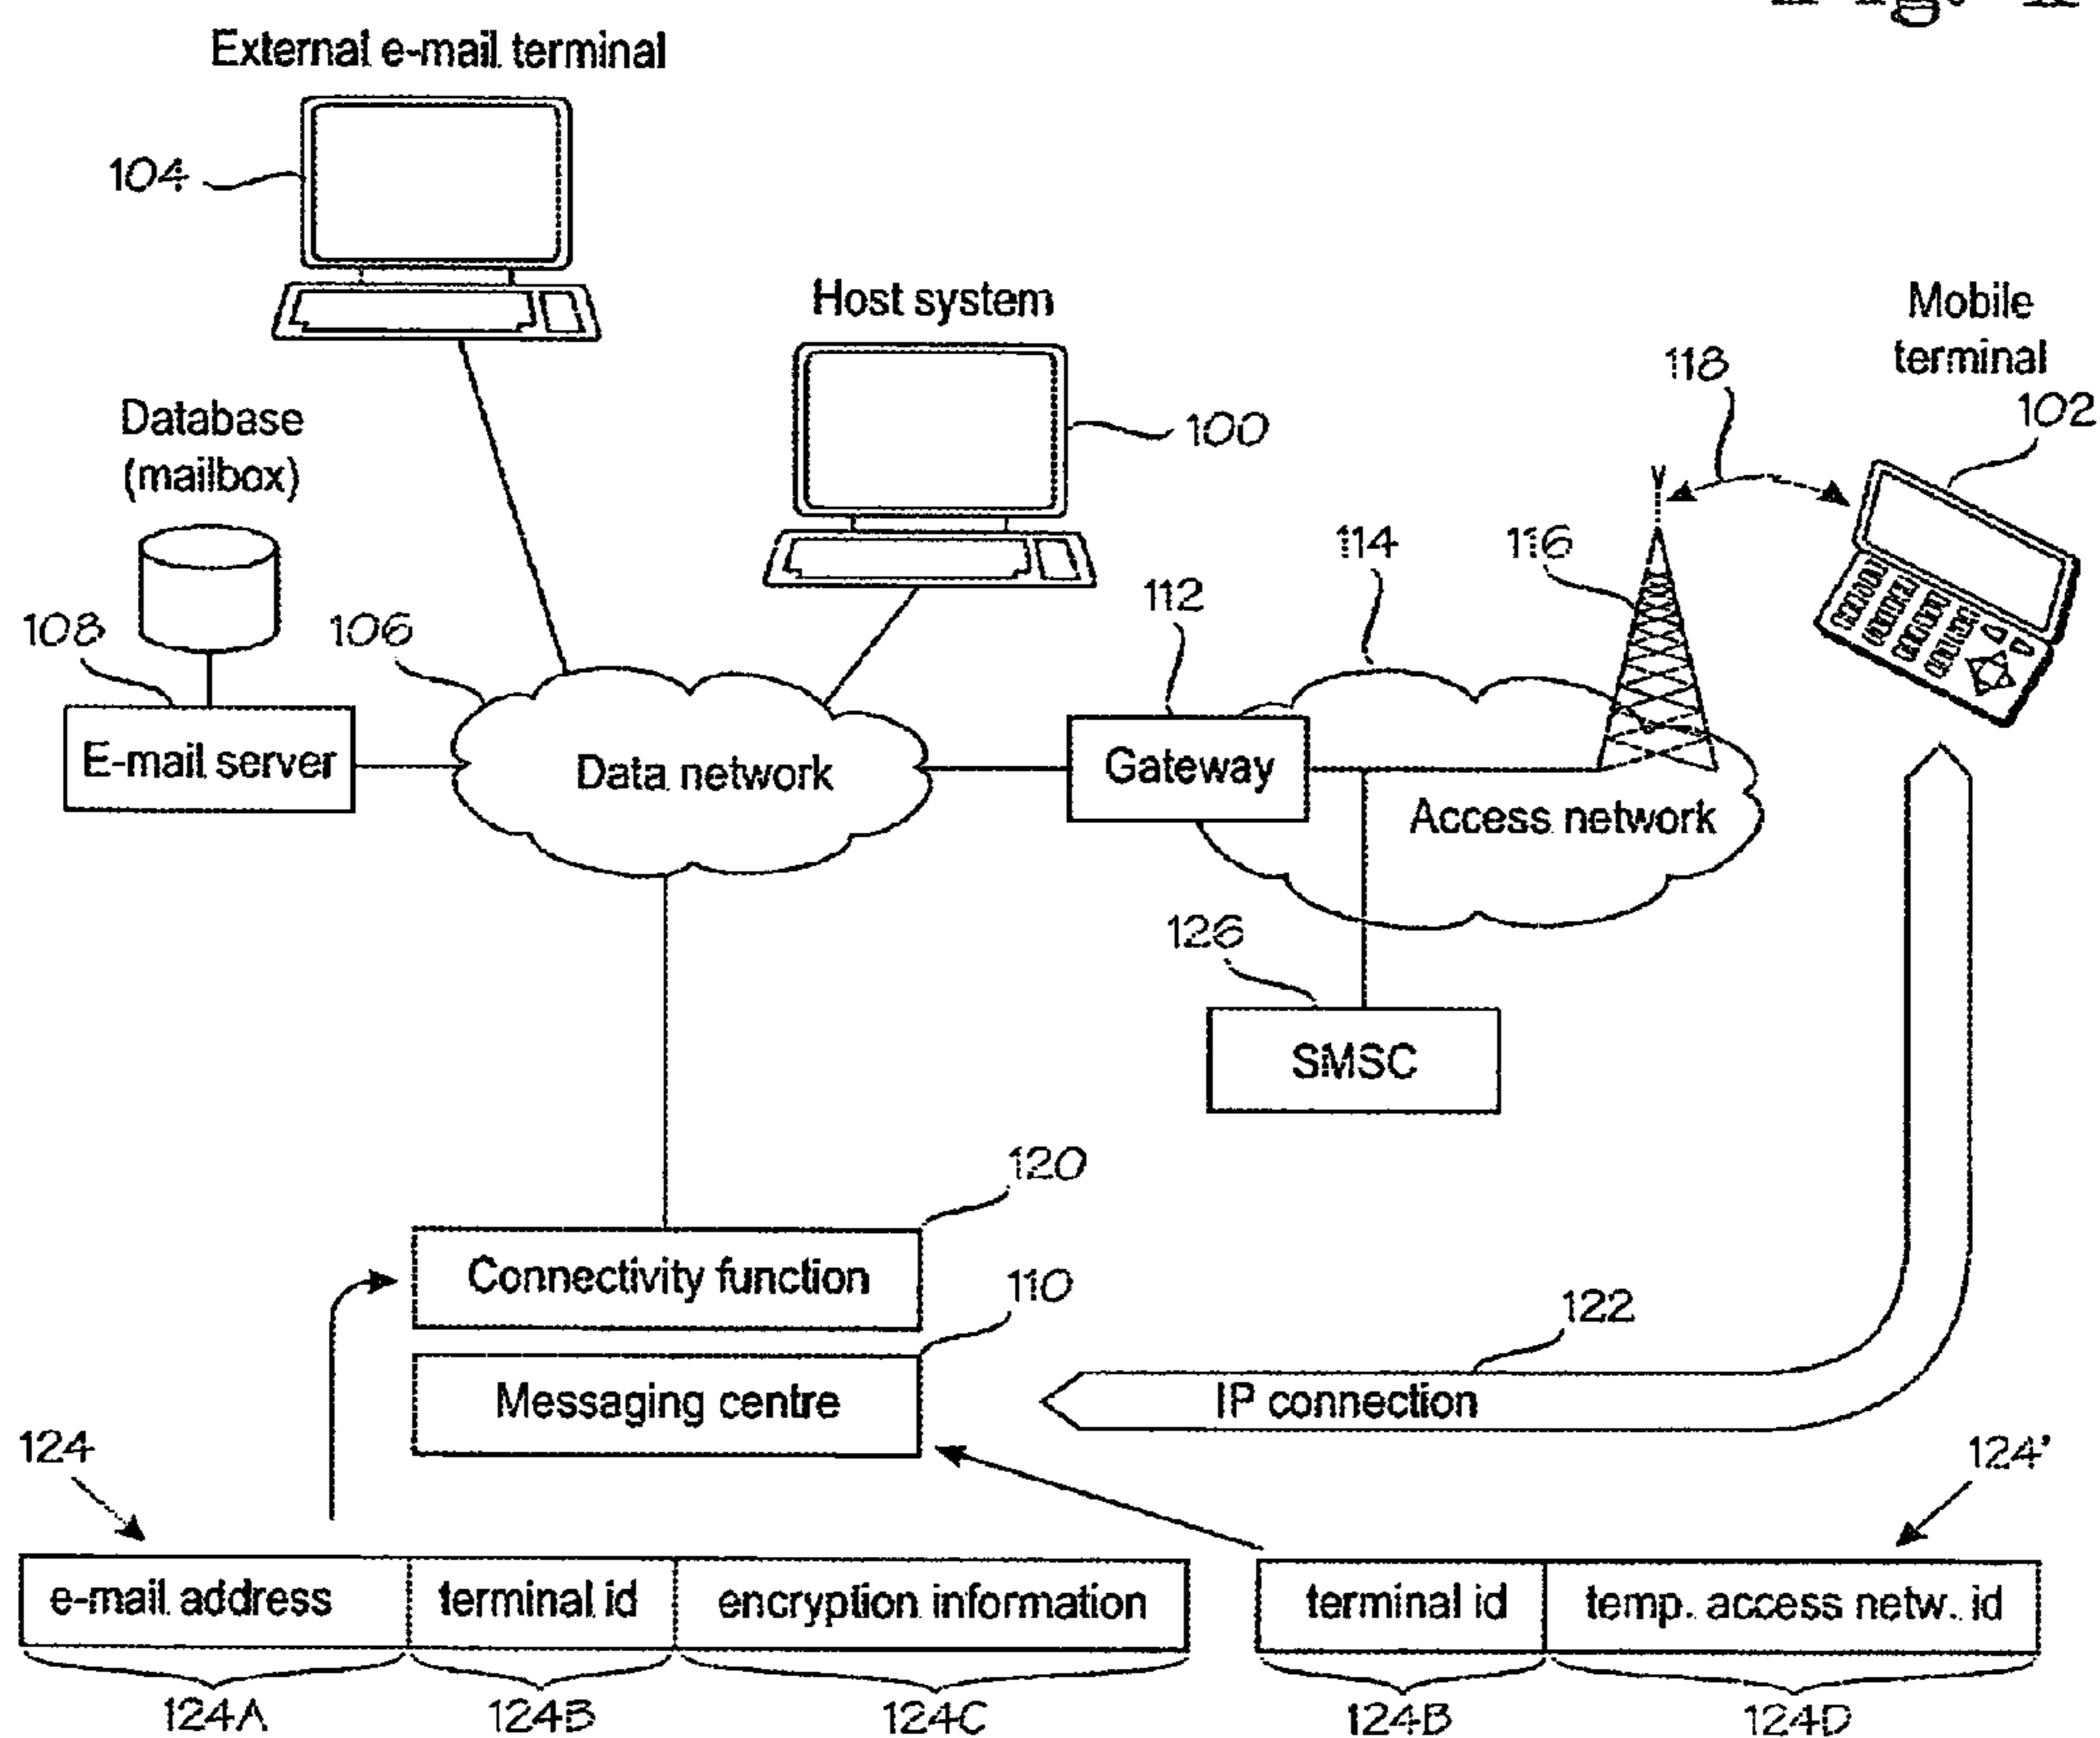 External e-mail terminal
104
Host system
Mobile
terminal
118
102
Database
(mailbox)
100
114
116
112
108
106
E-mail server
Data network
Gateway
Access network
126
SMSC
120
Connectivity function
110
122
Messaging centre
IP connection
124
124'
e-mail address
terminal id
encryption information
terminal id
temp. access netw. id
124A
124B
124C
124B
124D